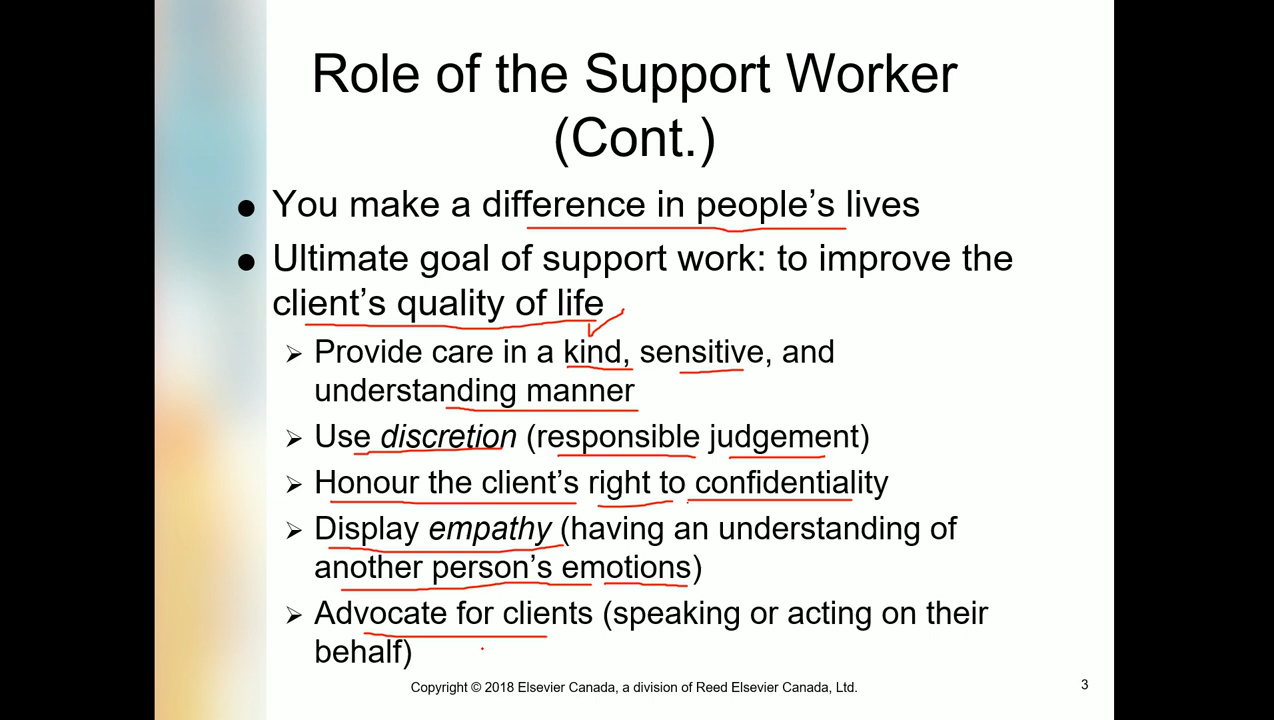 Role of the Support Worker
(Cont.)
● You make a difference in people’s lives
● Ultimate goal of support work: to improve the
client’s quality of life
➢ Provide care in a kind, sensitive, and
understanding manner
➢ Use discretion (responsible judgement)
➢ Honour the client’s right to confidentiality
➢ Display empathy (having an understanding of
another person’s emotions)
➢ Advocate for clients (speaking or acting on their
behalf)
Copyright © 2018 Elsevier Canada, a division of Reed Elsevier Canada, Ltd.
3